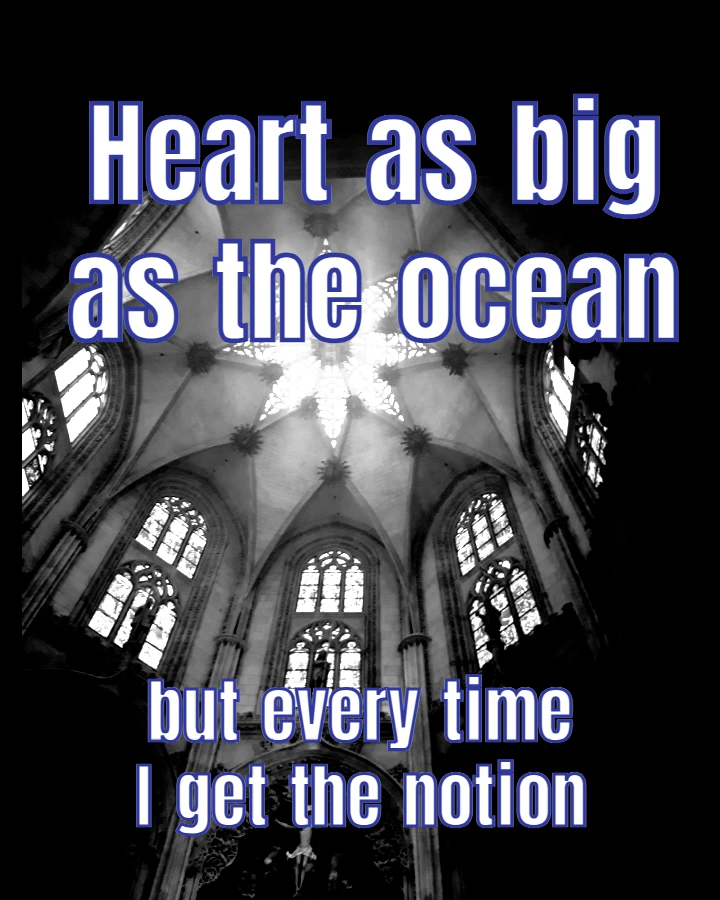 Heart as big
as the ocean
but every time
I get the notion